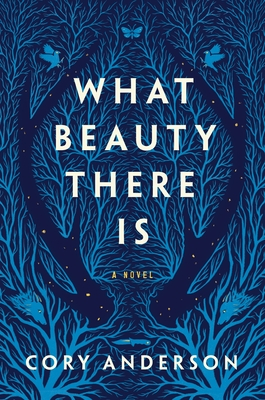 WHAT
BEAUTY
THERE
IS
A NOVEL
CORY ANDERSON